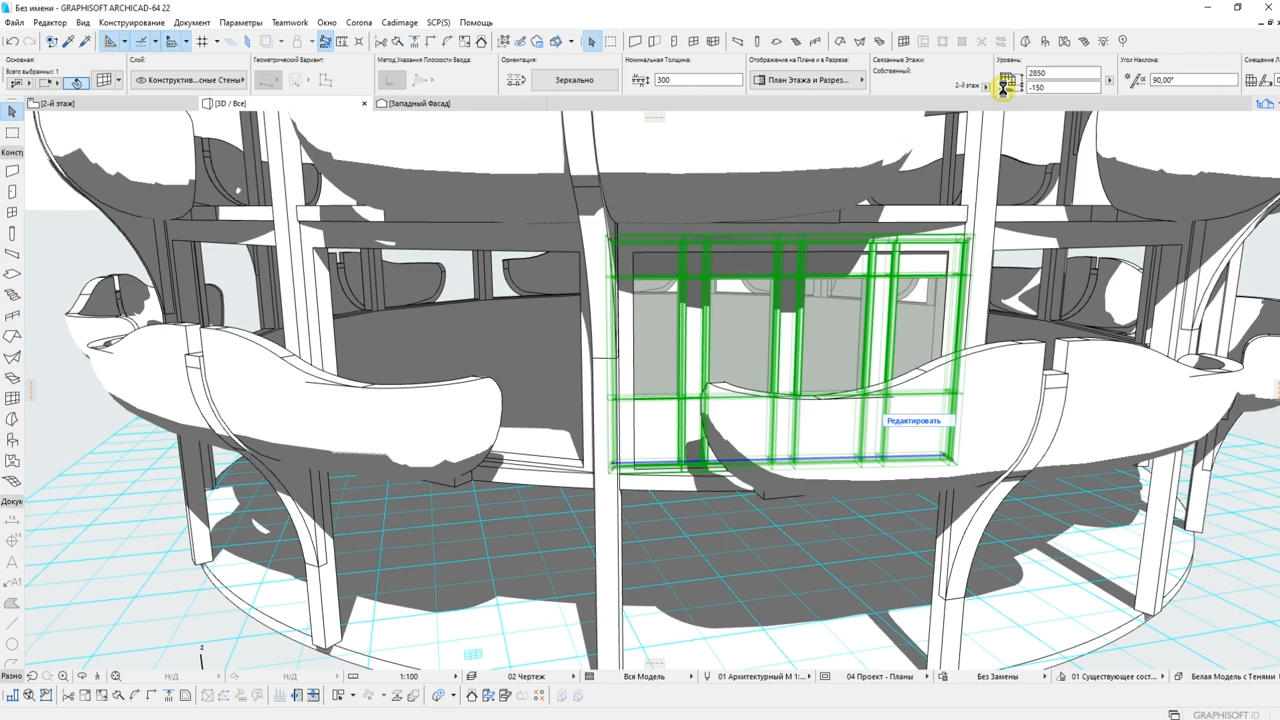 Без имени - GRAPHISOFT ARCHICAD-64 22
Файл Редактор Вид Конструирование Документ Параметры Teamwork Окно Corona Cadimage SCP(S) Помощь
Основная: Слой: Геометрический Вариант: Метод Указания Плоскости Ввода: Ориентация: Номинальная Толщина: Отображение на Плане и в Разрезе: Связанные Этажи: Уровень: Угол Наклона:
Всего выбранных: 1 Собственный: 2850
Конструктив...сные Стены Зеркально 300 План Этажа и Разрез... 2-й этаж -150 90,00°
[2-й этаж] [3D / Все] [Западный Фасад]
Конст
Редактировать
Докум
A1
z
Разно Н/Д Н/Д 1:100 02 Чертеж Вся Модель 01 Архитектурный М 1:... 04 Проект - Планы Без Замены 01 Существующее сост... Белая Модель с Тенями
GRAPHISOFT ID